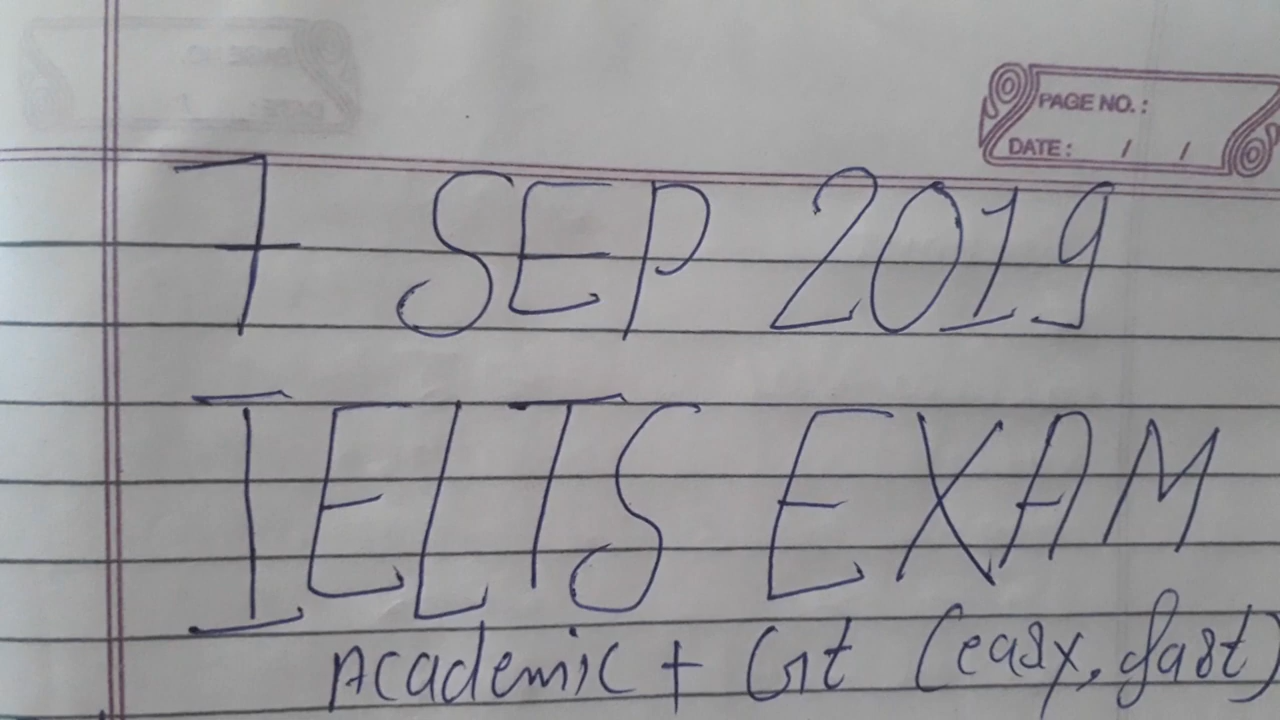 PAGE NO.:
DATE: / /
7 SEP 2019
IELTS EXAM
Academic + Gt (easy, fast)